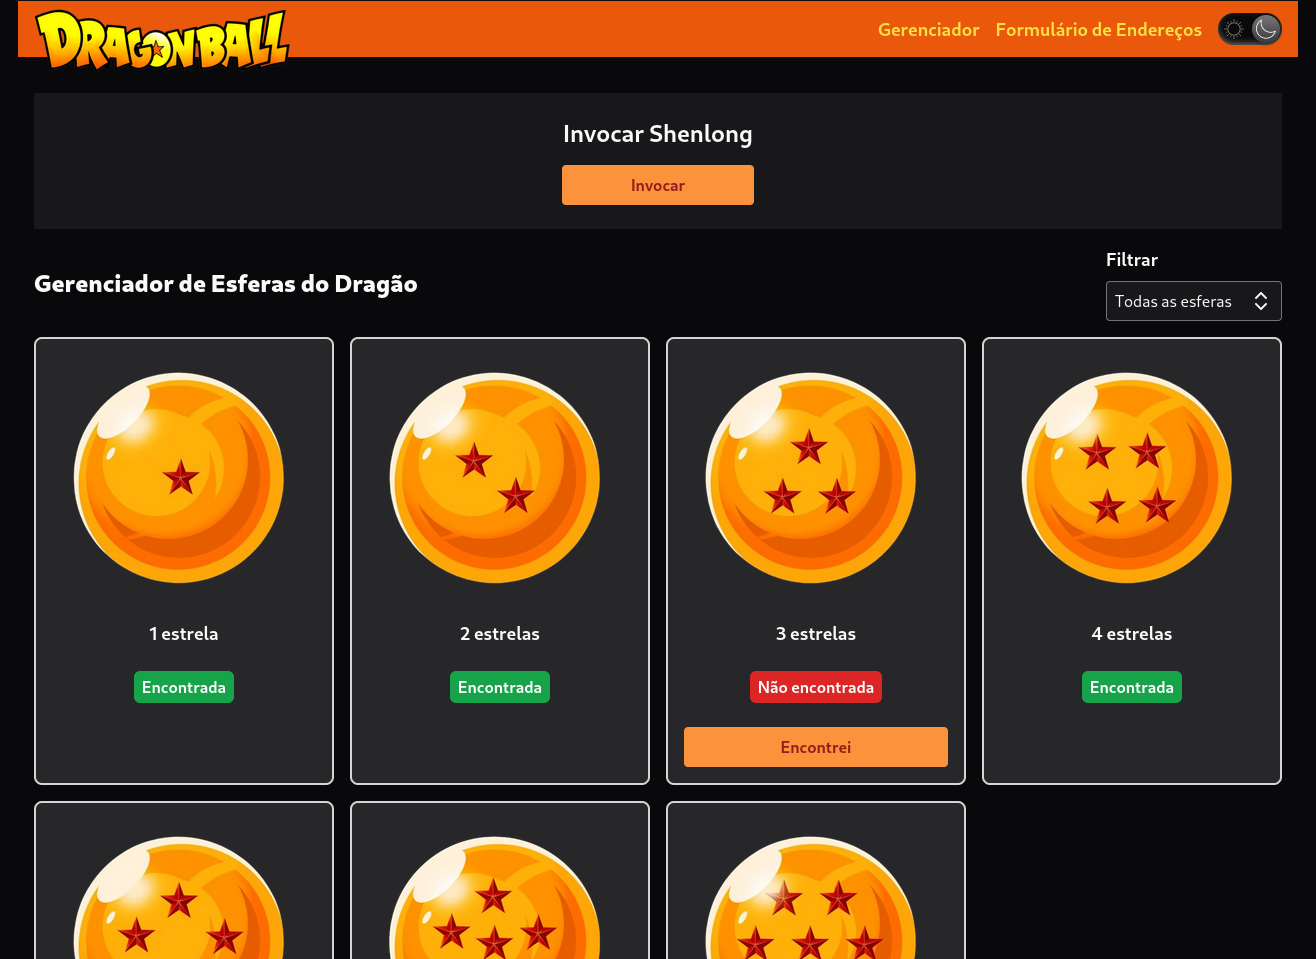 DRAGONBALL
Gerenciador
Formulário de Endereços
Invocar Shenlong
Invocar
Filtrar
Gerenciador de Esferas do Dragão
Todas as esferas
1 estrela
2 estrelas
3 estrelas
4 estrelas
Encontrada
Encontrada
Não encontrada
Encontrada
Encontrei